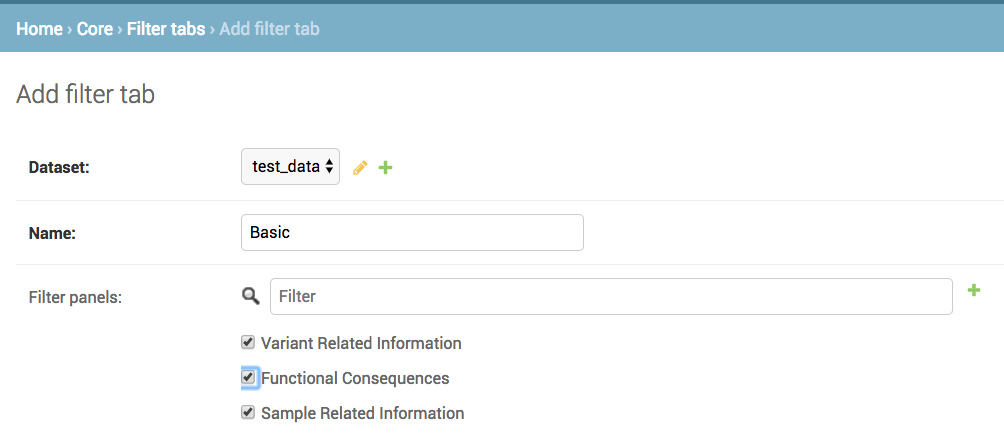 Home › Core › Filter tabs › Add filter tab
Add filter tab
Dataset: test_data
Name: Basic
Filter panels: Filter
Variant Related Information
Functional Consequences
Sample Related Information